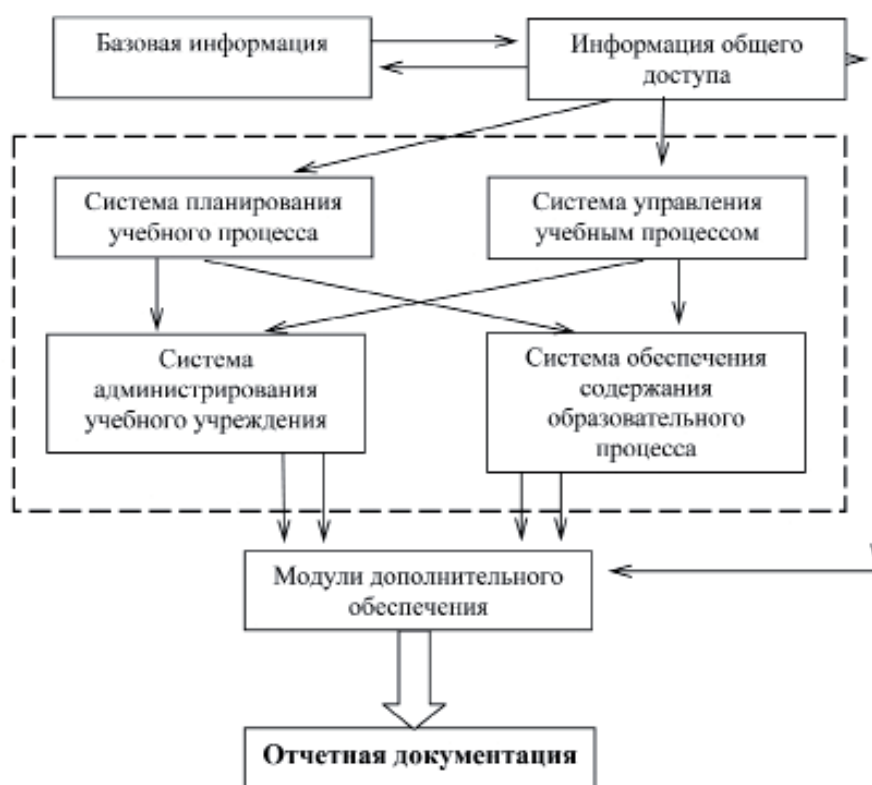 Базовая информация
Информация общего
доступа
Система планирования
учебного процесса
Система управления
учебным процессом
Система
администрирования
учебного учреждения
Система обеспечения
содержания
образовательного
процесса
Модули дополнительного
обеспечения
Отчетная документация